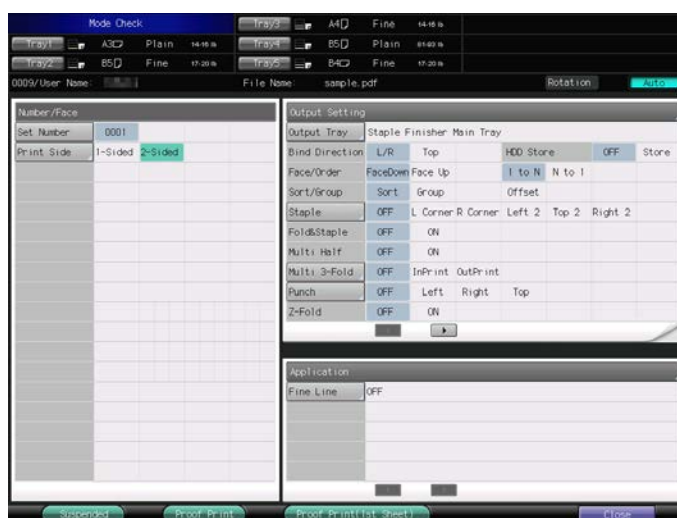 Mode Check
Tray3 A4 Fine 14-16 lb
Tray1 A3 Plain 14-16 lb Tray4 B5 Plain 61-80 lb
Tray2 B5 Fine 17-20 lb Tray5 B4 Fine 17-20 lb
0009/User Name: File Name: sample.pdf Rotation Auto
Number/Face
Set Number 0001
Print Side 1-Sided 2-Sided
Output Setting
Output Tray Staple Finisher Main Tray
Bind Direction L/R Top HDD Store OFF Store
Face/Order FaceDown Face Up 1 to N N to 1
Sort/Group Sort Group Offset
Staple OFF L Corner R Corner Left 2 Top 2 Right 2
Fold&Staple OFF ON
Multi Half OFF ON
Multi 3-Fold OFF InPrint OutPrint
Punch OFF Left Right Top
Z-Fold OFF ON
Application
Fine Line OFF
Suspended Proof Print Proof Print(1st Sheet) Close